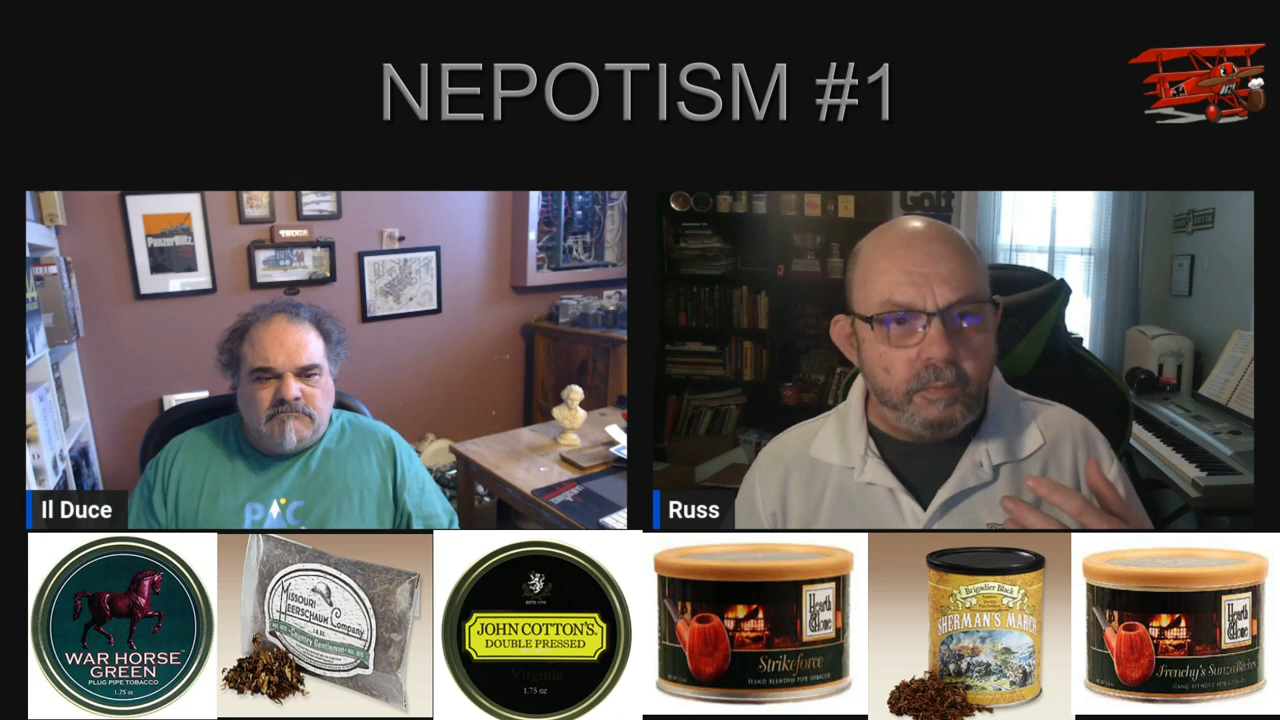 NEPOTISM #1
PanzerBlitz.
Golf
PAC
Il Duce
Russ
WAR HORSE
GREEN
PLUG PIPE TOBACCO
1.75 oz
MISSOURI
MEERSCHAUM COMPANY
Country Gentleman
JOHN COTTON'S.
DOUBLE PRESSED
Virginia
1.75 oz
Hearth
& Home
Strikeforce
HAND BLENDED PIPE TOBACCO
Brigadier Black
SHERMAN'S MARCH
Hearth
& Home
HAND BLENDED PIPE TOBACCO